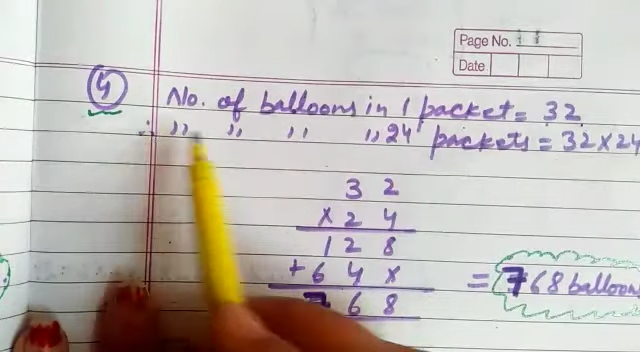 Page No. 11
Date
4
No. of balloons in 1 packet = 32
∴ " " " " 24 packets = 32 × 24
3 2
× 2 4
1 2 8
+ 6 4 ×
7 6 8
= 768 balloons